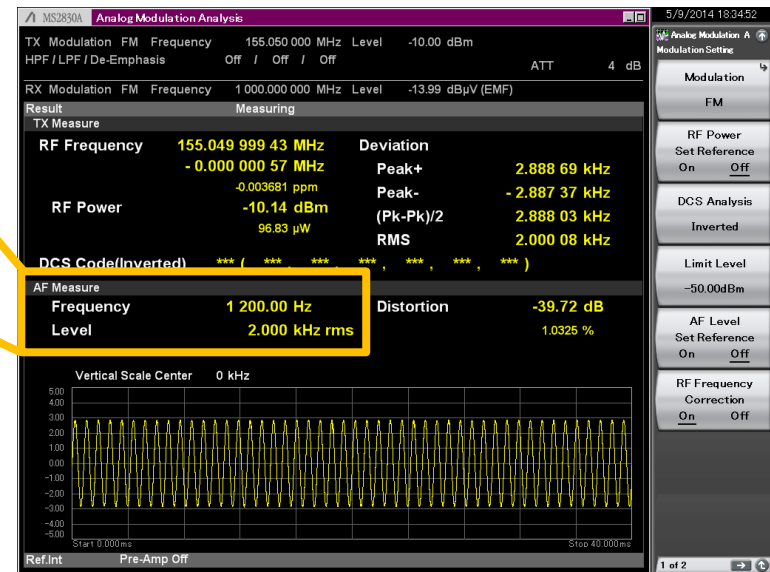 MS2830A Analog Modulation Analysis
5/9/2014 18:34:52
TX Modulation FM Frequency 155.050 000 MHz Level -10.00 dBm
HPF / LPF / De-Emphasis Off / Off / Off
ATT 4 dB
RX Modulation FM Frequency 1 000.000 000 MHz Level -13.99 dBµV (EMF)
Result Measuring
TX Measure
RF Frequency 155.049 999 43 MHz
- 0.000 000 57 MHz
-0.003681 ppm
RF Power -10.14 dBm
96.83 µW
Deviation
Peak+ 2.888 69 kHz
Peak- - 2.887 37 kHz
(Pk-Pk)/2 2.888 03 kHz
RMS 2.000 08 kHz
DCS Code(Inverted) *** ( *** , *** , *** , *** , *** , *** )
AF Measure
Frequency 1 200.00 Hz
Level 2.000 kHz rms
Distortion -39.72 dB
1.0325 %
Vertical Scale Center 0 kHz
5.00
4.00
3.00
2.00
1.00
0.00
-1.00
-2.00
-3.00
-4.00
-5.00
Start 0.000ms
Stop 40.000ms
Ref.Int Pre-Amp Off
Analog Modulation A
Modulation Setting
Modulation
FM
RF Power
Set Reference
On Off
DCS Analysis
Inverted
Limit Level
-50.00dBm
AF Level
Set Reference
On Off
RF Frequency
Correction
On Off
1 of 2